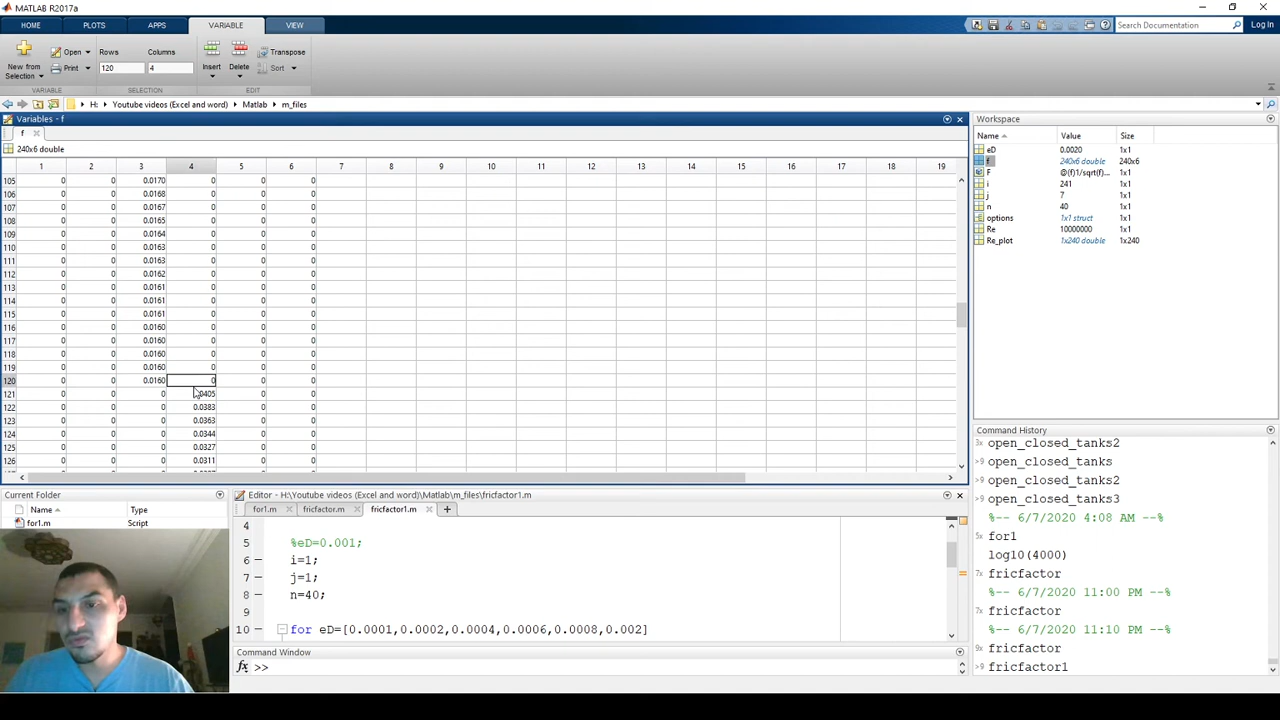 MATLAB R2017a
HOME PLOTS APPS VARIABLE VIEW
Search Documentation Log In
New from Selection Open Print Rows Columns 120 4 Insert Delete Transpose Sort
VARIABLE SELECTION EDIT
H: Youtube videos (Excel and word) Matlab m_files
Variables - f
f
240x6 double
1 2 3 4 5 6 7 8 9 10 11 12 13 14 15 16 17 18 19
105 0 0 0.0170 0 0 0
106 0 0 0.0168 0 0 0
107 0 0 0.0167 0 0 0
108 0 0 0.0165 0 0 0
109 0 0 0.0164 0 0 0
110 0 0 0.0163 0 0 0
111 0 0 0.0163 0 0 0
112 0 0 0.0162 0 0 0
113 0 0 0.0161 0 0 0
114 0 0 0.0161 0 0 0
115 0 0 0.0161 0 0 0
116 0 0 0.0160 0 0 0
117 0 0 0.0160 0 0 0
118 0 0 0.0160 0 0 0
119 0 0 0.0160 0 0 0
120 0 0 0.0160 0 0 0
121 0 0 0 .0405 0 0
122 0 0 0 0.0383 0 0
123 0 0 0 0.0363 0 0
124 0 0 0 0.0344 0 0
125 0 0 0 0.0327 0 0
126 0 0 0 0.0311 0 0
Workspace
Name Value Size
eD 0.0020 1x1
f 240x6 double 240x6
F @(f)1/sqrt(f)... 1x1
i 241 1x1
j 7 1x1
n 40 1x1
options 1x1 struct 1x1
Re 10000000 1x1
Re_plot 1x240 double 1x240
Current Folder
Name Type
for1.m Script
Editor - H:\Youtube videos (Excel and word)\Matlab\m_files\fricfactor1.m
for1.m fricfactor.m fricfactor1.m
4
5 %eD=0.001;
6 i=1;
7 j=1;
8 n=40;
9
10 for eD=[0.0001,0.0002,0.0004,0.0006,0.0008,0.002]
Command Window
fx >>
Command History
3x open_closed_tanks2
>9 open_closed_tanks
>9 open_closed_tanks2
open_closed_tanks3
%-- 6/7/2020 4:08 AM --%
5x for1
log10(4000)
7x fricfactor
%-- 6/7/2020 11:00 PM --%
7x fricfactor
%-- 6/7/2020 11:10 PM --%
9x fricfactor
>9 fricfactor1